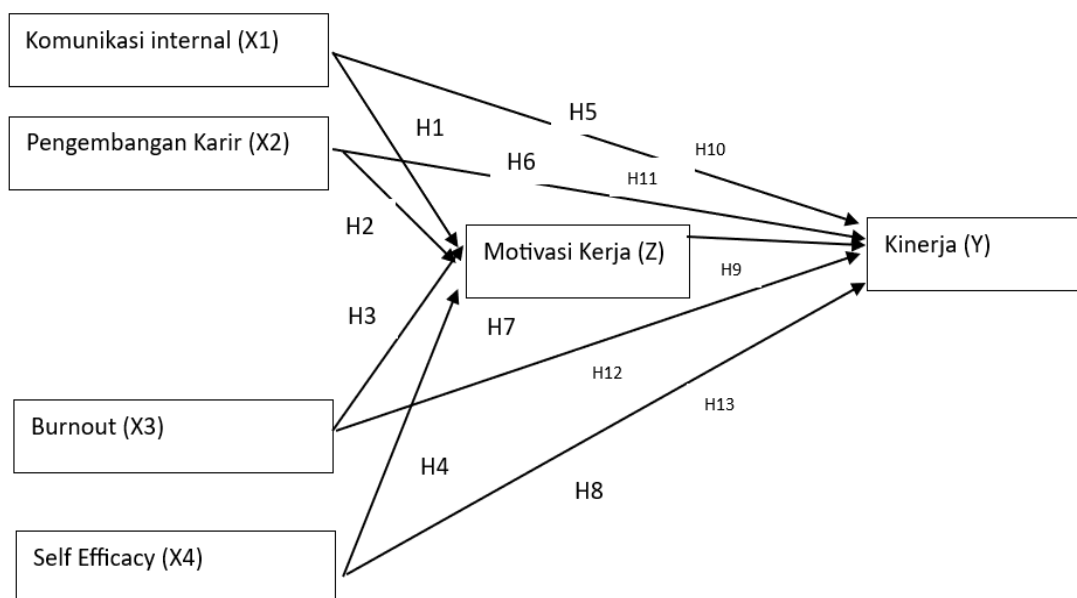 Komunikasi internal (X1)
H5
H1
H10
Pengembangan Karir (X2)
H6
H11
H2
Motivasi Kerja (Z)
Kinerja (Y)
H9
H3
H7
H12
Burnout (X3)
H13
H4
H8
Self Efficacy (X4)